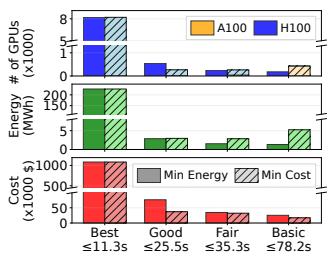 # of GPUs
(x1000)
8
5
1
0
A100
H100
Energy
(MWh)
200
150
5
0
Cost
(x1000 $)
1000
500
50
0
Min Energy
Min Cost
Best
≤11.3s
Good
≤25.5s
Fair
≤35.3s
Basic
≤78.2s